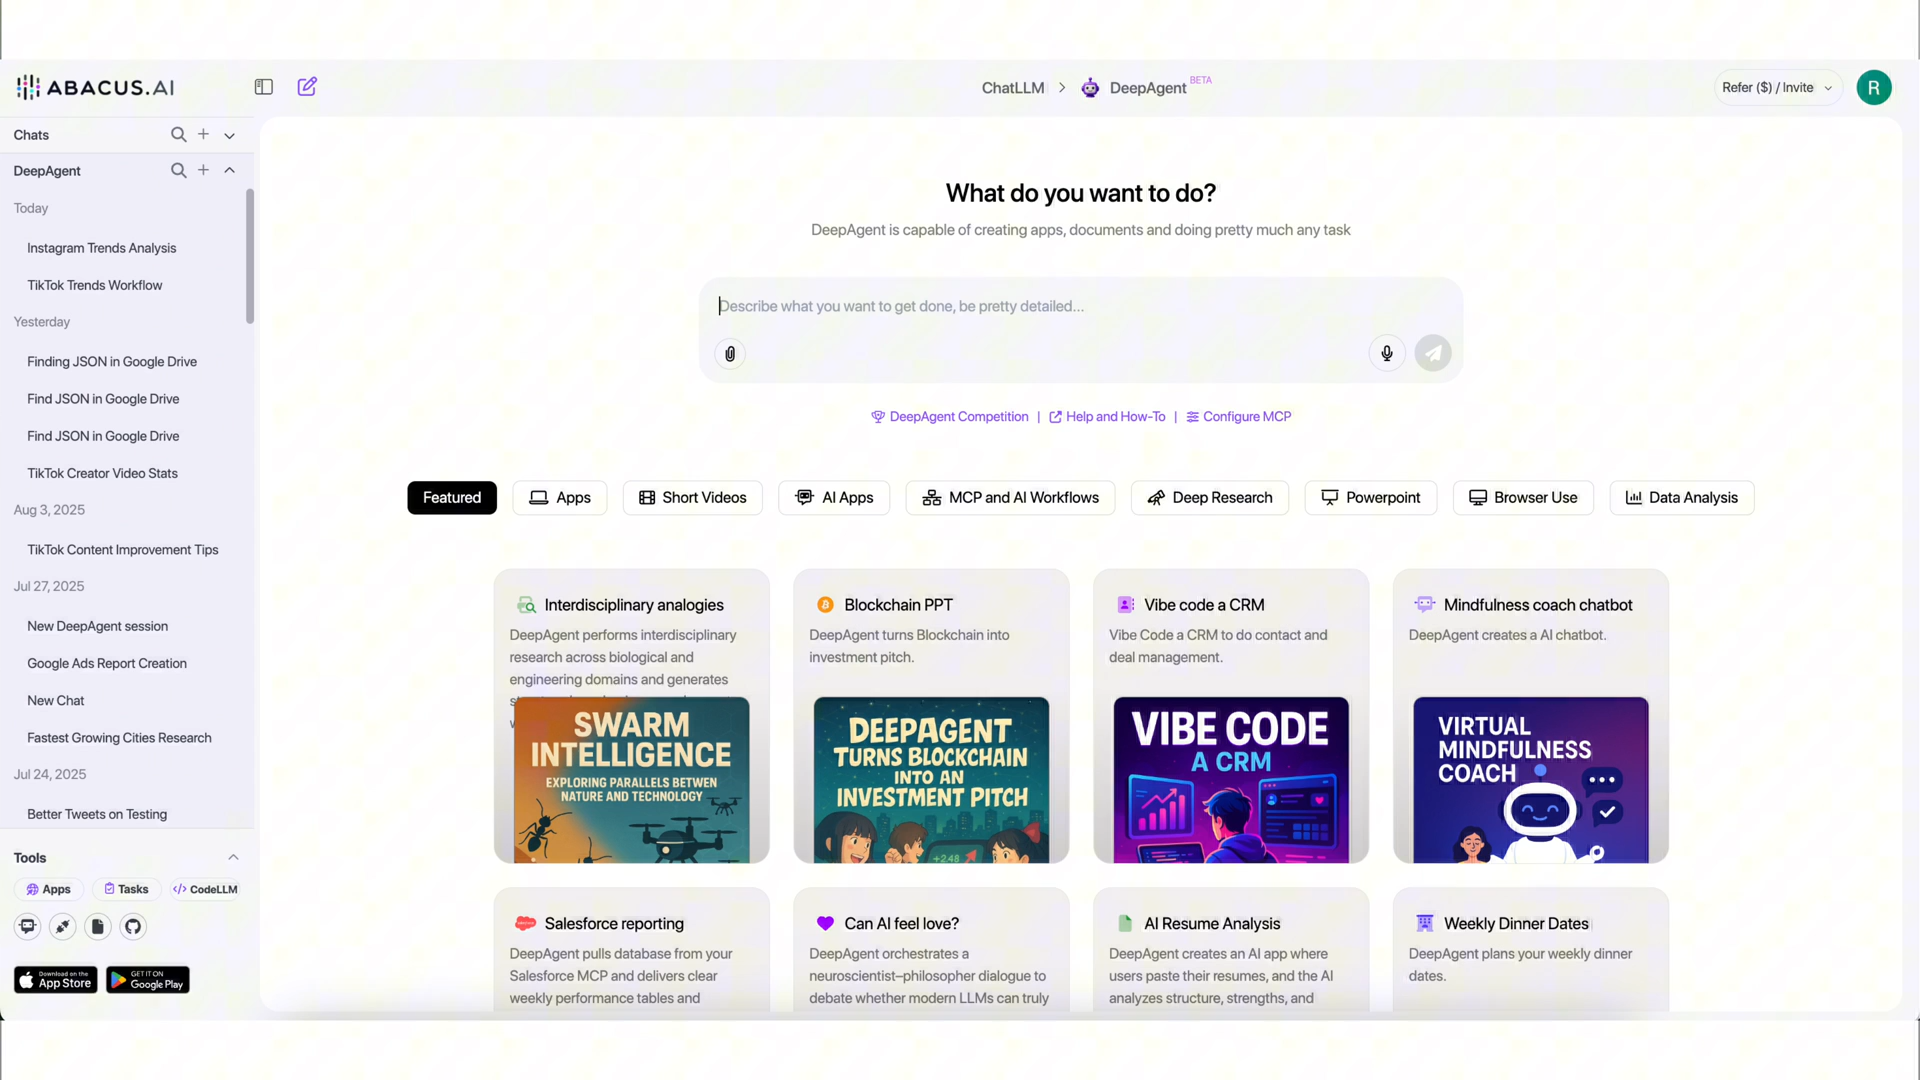 ABACUS.AI
ChatLLM
DeepAgent BETA
Refer ($) / Invite
R
Chats
DeepAgent
Today
Instagram Trends Analysis
TikTok Trends Workflow
Yesterday
Finding JSON in Google Drive
Find JSON in Google Drive
Find JSON in Google Drive
TikTok Creator Video Stats
Aug 3, 2025
TikTok Content Improvement Tips
Jul 27, 2025
New DeepAgent session
Google Ads Report Creation
New Chat
Fastest Growing Cities Research
Jul 24, 2025
Better Tweets on Testing
Tools
Apps
Tasks
</> CodeLLM
Download on the
App Store
GET IT ON
Google Play
What do you want to do?
DeepAgent is capable of creating apps, documents and doing pretty much any task
Describe what you want to get done, be pretty detailed...
DeepAgent Competition | Help and How-To | Configure MCP
Featured
Apps
Short Videos
AI Apps
MCP and AI Workflows
Deep Research
Powerpoint
Browser Use
Data Analysis
Interdisciplinary analogies
DeepAgent performs interdisciplinary
research across biological and
engineering domains and generates
SWARM
INTELLIGENCE
EXPLORING PARALLELS BETWEN
NATURE AND TECHNOLOGY
Blockchain PPT
DeepAgent turns Blockchain into
investment pitch.
DEEPAGENT
TURNS BLOCKCHAIN
INTO AN
INVESTMENT PITCH
+2.48
Vibe code a CRM
Vibe Code a CRM to do contact and
deal management.
VIBE CODE
A CRM
Mindfulness coach chatbot
DeepAgent creates a AI chatbot.
VIRTUAL
MINDFULNESS
COACH
Salesforce reporting
DeepAgent pulls database from your
Salesforce MCP and delivers clear
weekly performance tables and
Can AI feel love?
DeepAgent orchestrates a
neuroscientist–philosopher dialogue to
debate whether modern LLMs can truly
AI Resume Analysis
DeepAgent creates an AI app where
users paste their resumes, and the AI
analyzes structure, strengths, and
Weekly Dinner Dates
DeepAgent plans your weekly dinner
dates.